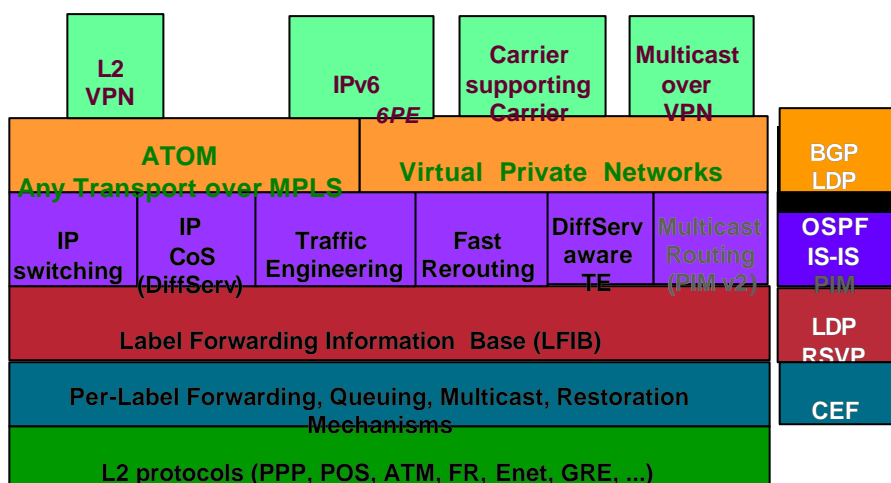 L2
VPN
IPv6
6PE
Carrier
supporting
Carrier
Multicast
over
VPN
ATOM
Any Transport over MPLS
Virtual Private Networks
BGP
LDP
IP
switching
IP
CoS
(DiffServ)
Traffic
Engineering
Fast
Rerouting
DiffServ
aware
TE
Multicast
Routing
(PIM v2)
OSPF
IS-IS
PIM
Label Forwarding Information Base (LFIB)
LDP
RSVP
Per-Label Forwarding, Queuing, Multicast, Restoration
Mechanisms
CEF
L2 protocols (PPP, POS, ATM, FR, Enet, GRE, ...)